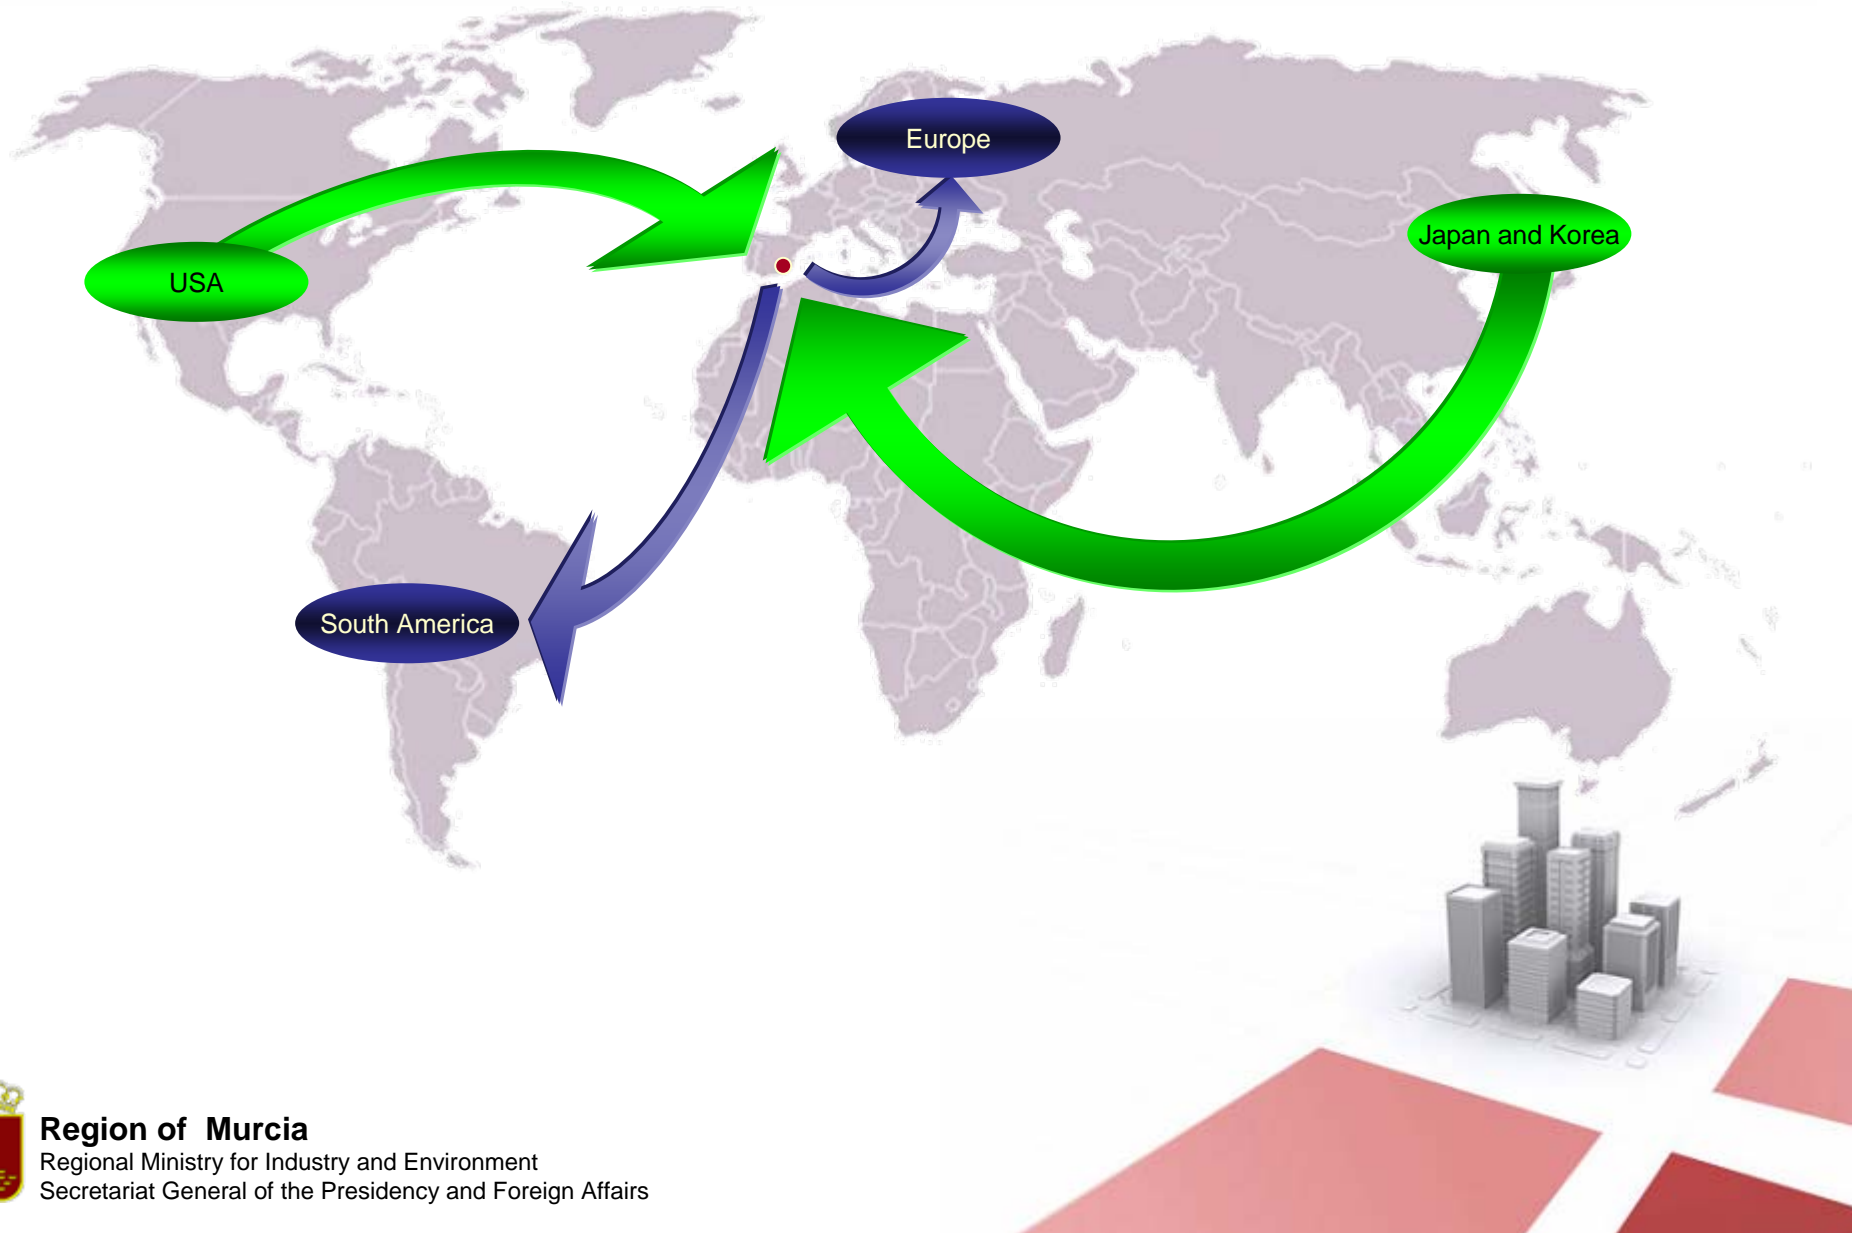 Europe
Japan and Korea
USA
South America
Region of  Murcia
Regional Ministry for Industry and Environment
Secretariat General of the Presidency and Foreign Affairs